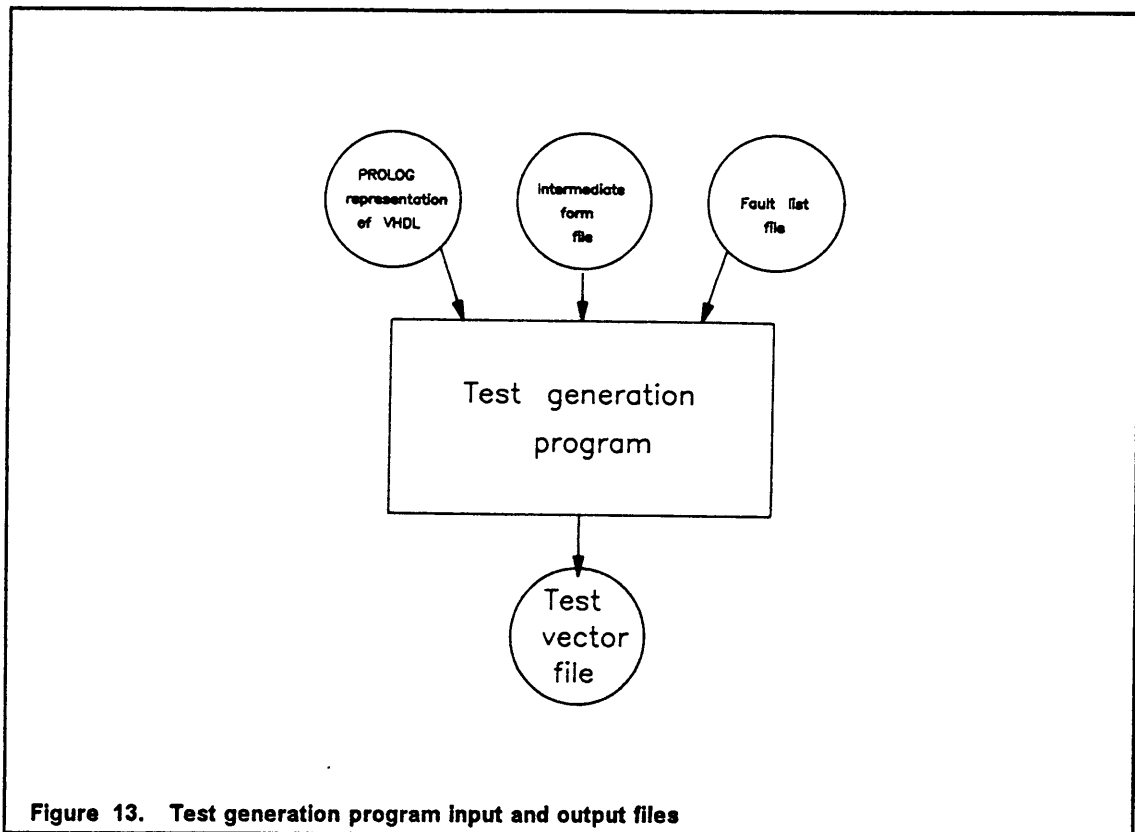 PROLOG
representation
of VHDL
Intermediate
form
file
Fault list
file
Test generation
program
Test
vector
file
Figure 13. Test generation program input and output files